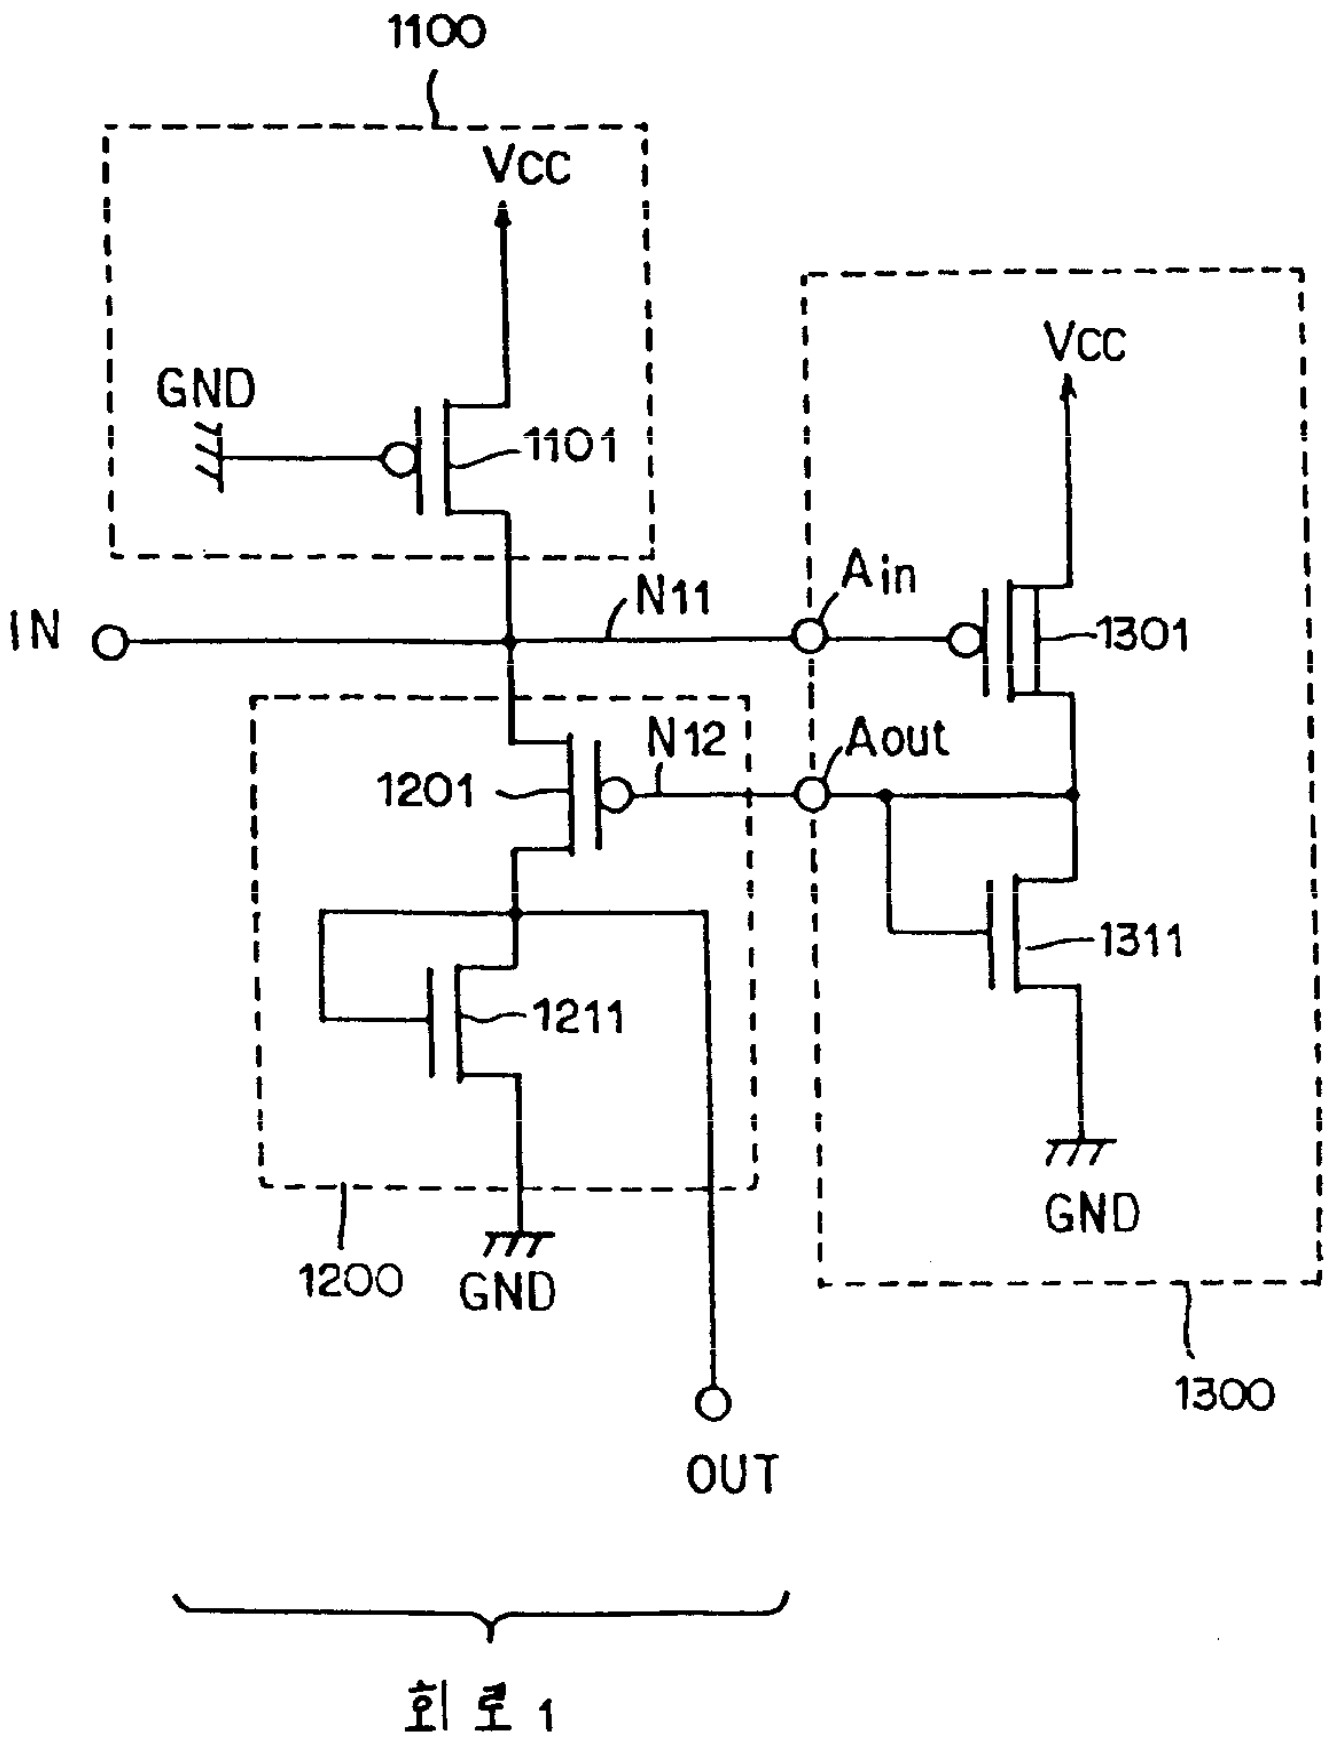 1100
VCC
GND
1101
VCC
IN
N11
Ain
1301
1201
N12
Aout
1211
1311
1200
GND
GND
1300
OUT
회로1